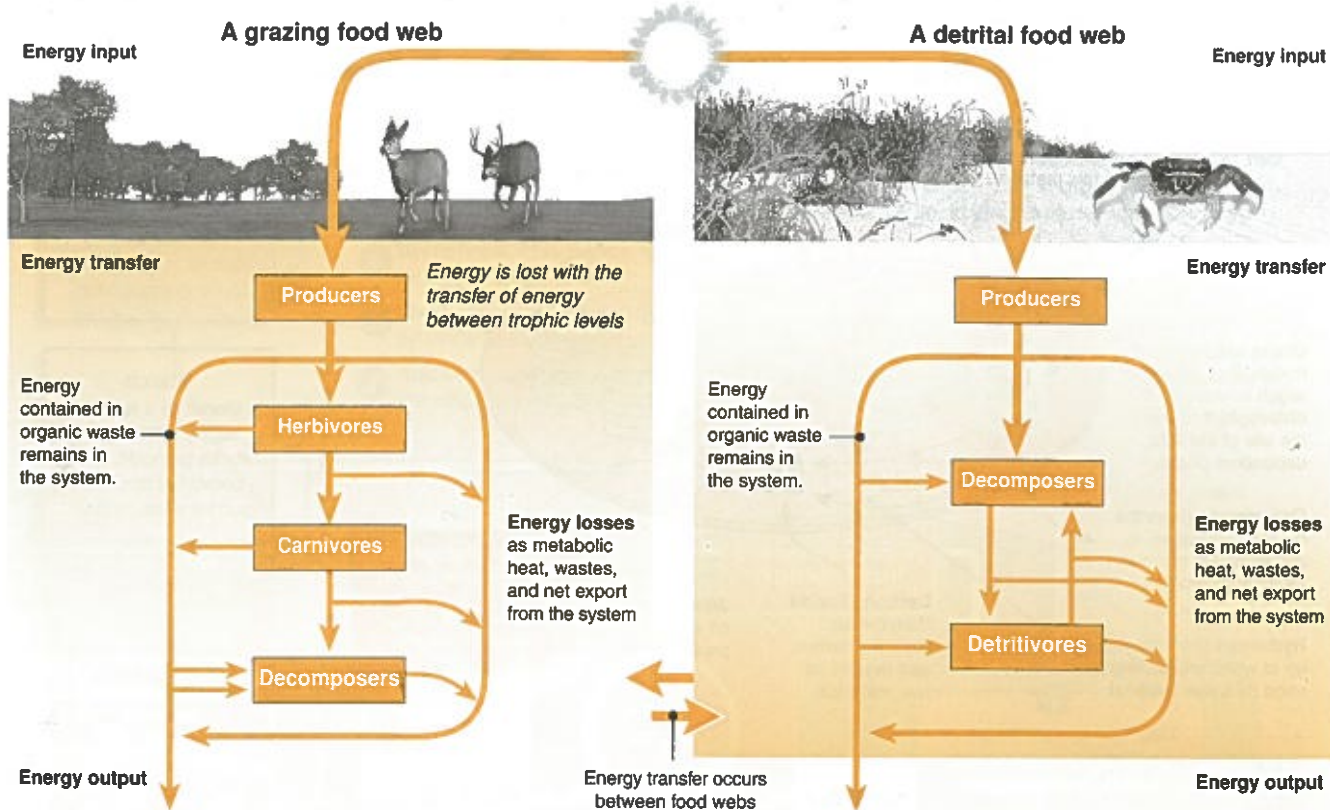 A grazing food web
Energy input
Energy transfer
Producers
Energy is lost with the
transfer of energy
between trophic levels
Energy
contained in
organic waste
remains in
the system.
Herbivores
Carnivores
Energy losses
as metabolic
heat, wastes,
and net export
from the system
Decomposers
Energy output
Energy transfer occurs
between food webs
A detrital food web
Energy input
Energy transfer
Producers
Energy
contained in
organic waste
remains in
the system.
Decomposers
Energy losses
as metabolic
heat, wastes,
and net export
from the system
Detritivores
Energy output